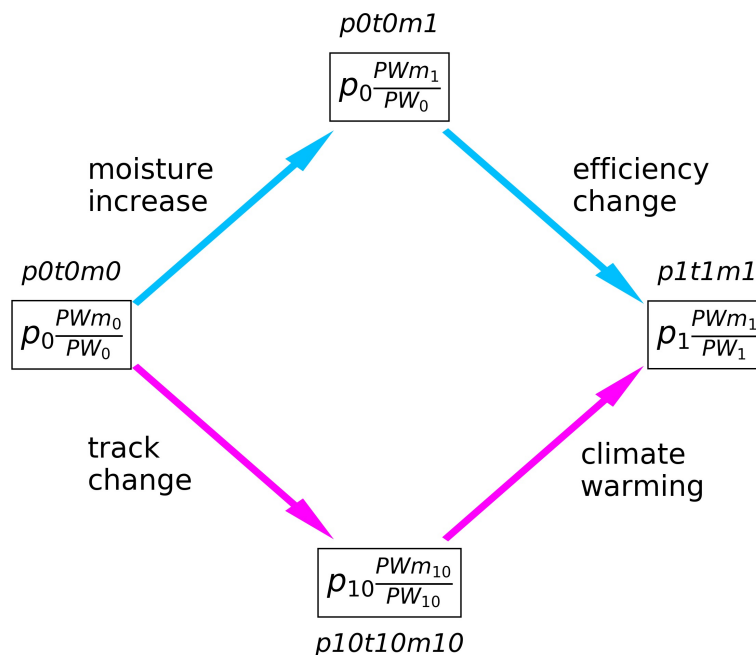 p0t0m1
p₀ PWm₁/PW₀
moisture
increase
efficiency
change
p0t0m0
p₀ PWm₀/PW₀
p1t1m1
p₁ PWm₁/PW₁
track
change
climate
warming
p₁₀ PWm₁₀/PW₁₀
p10t10m10